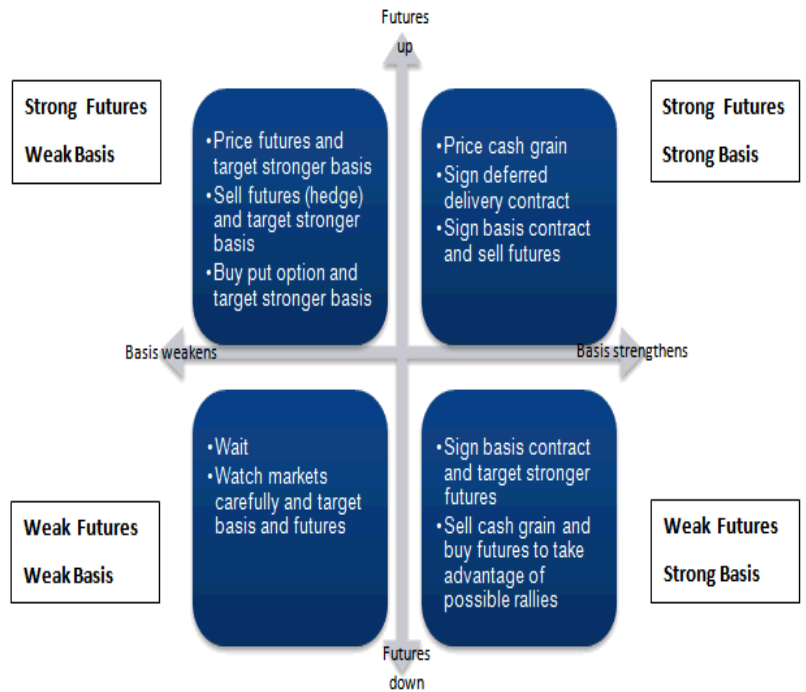 Futures
up
Strong Futures
Weak Basis
•Price futures and
target stronger basis
•Sell futures (hedge)
and target stronger
basis
•Buy put option and
target stronger basis
•Price cash grain
•Sign deferred
delivery contract
•Sign basis contract
and sell futures
Strong Futures
Strong Basis
Basis weakens
Basis strengthens
Weak Futures
Weak Basis
•Wait
•Watch markets
carefully and target
basis and futures
•Sign basis contract
and target stronger
futures
•Sell cash grain and
buy futures to take
advantage of
possible rallies
Weak Futures
Strong Basis
Futures
down